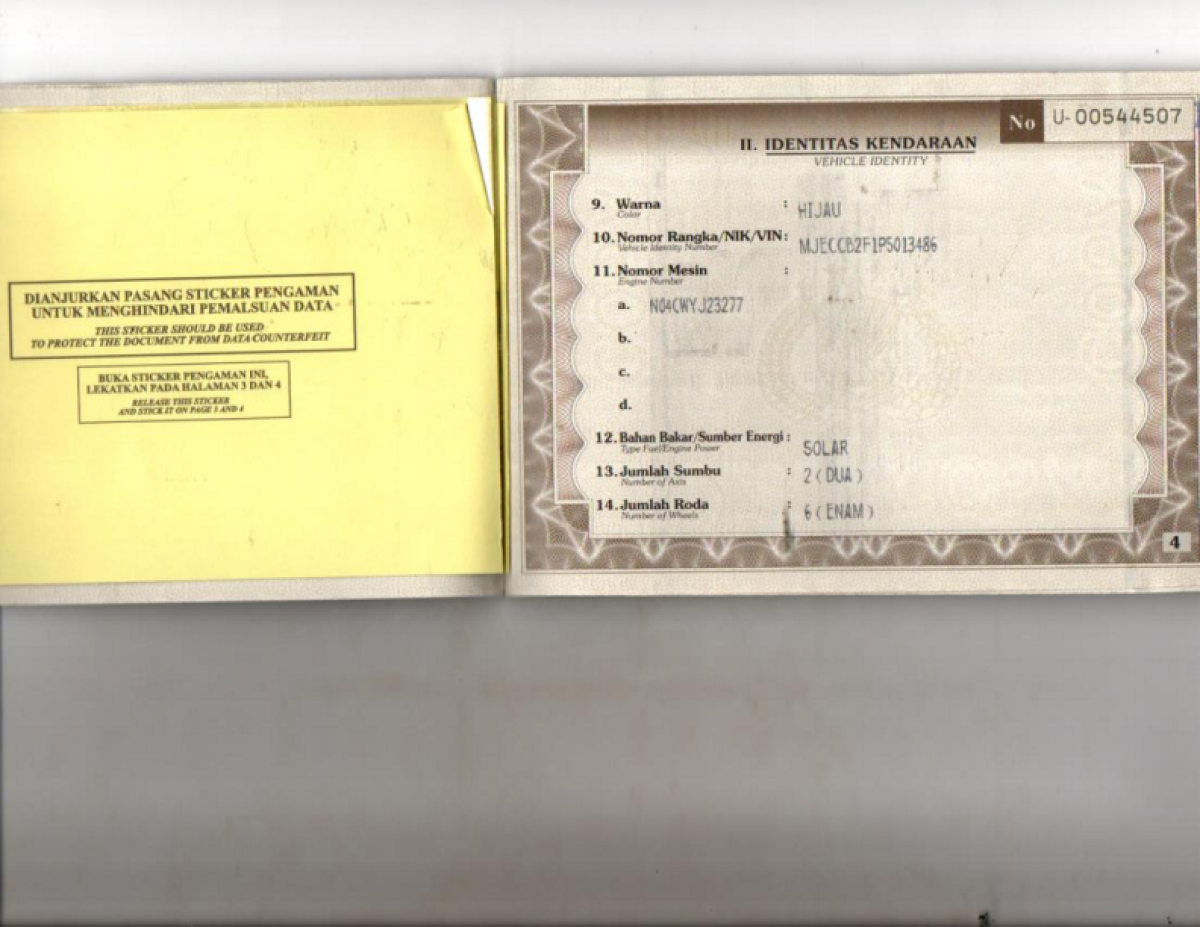 DIANJURKAN PASANG STICKER PENGAMAN
UNTUK MENGHINDARI PEMALSUAN DATA
THIS STICKER SHOULD BE USED
TO PROTECT THE DOCUMENT FROM DATA COUNTERFEIT
BUKA STICKER PENGAMAN INI,
LEKATKAN PADA HALAMAN 3 DAN 4
RELEASE THIS STICKER
AND STICK IT ON PAGE 3 AND 4
No U-00544507
II. IDENTITAS KENDARAAN
VEHICLE IDENTITY
9. Warna : HIJAU
Color
10. Nomor Rangka/NIK/VIN : MJECCB2F1P5013486
Vehicle Identity Number
11. Nomor Mesin :
Engine Number
a. N04CWYJ23277
b.
c.
d.
12. Bahan Bakar/Sumber Energi : SOLAR
Type Fuel/Engine Power
13. Jumlah Sumbu : 2 ( DUA )
Number of Axis
14. Jumlah Roda : 6 ( ENAM )
Number of Wheels
4